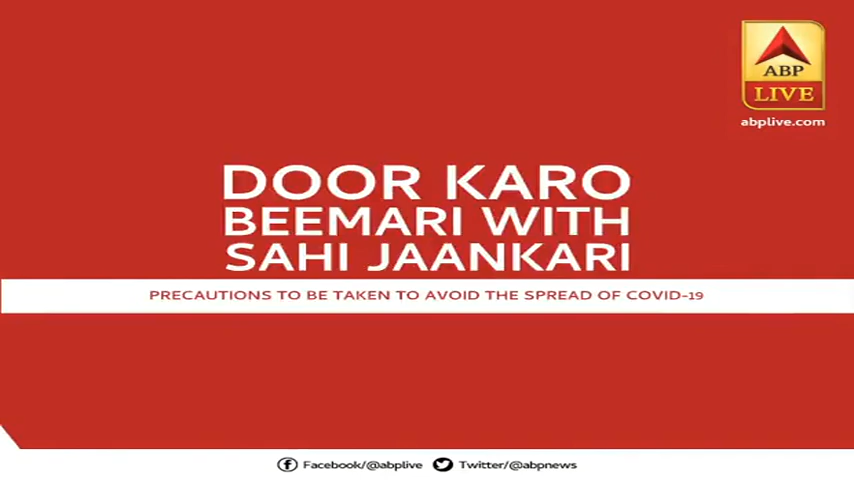 ABP
LIVE
abplive.com
DOOR KARO
BEEMARI WITH
SAHI JAANKARI
PRECAUTIONS TO BE TAKEN TO AVOID THE SPREAD OF COVID-19
Facebook/@abplive Twitter/@abpnews